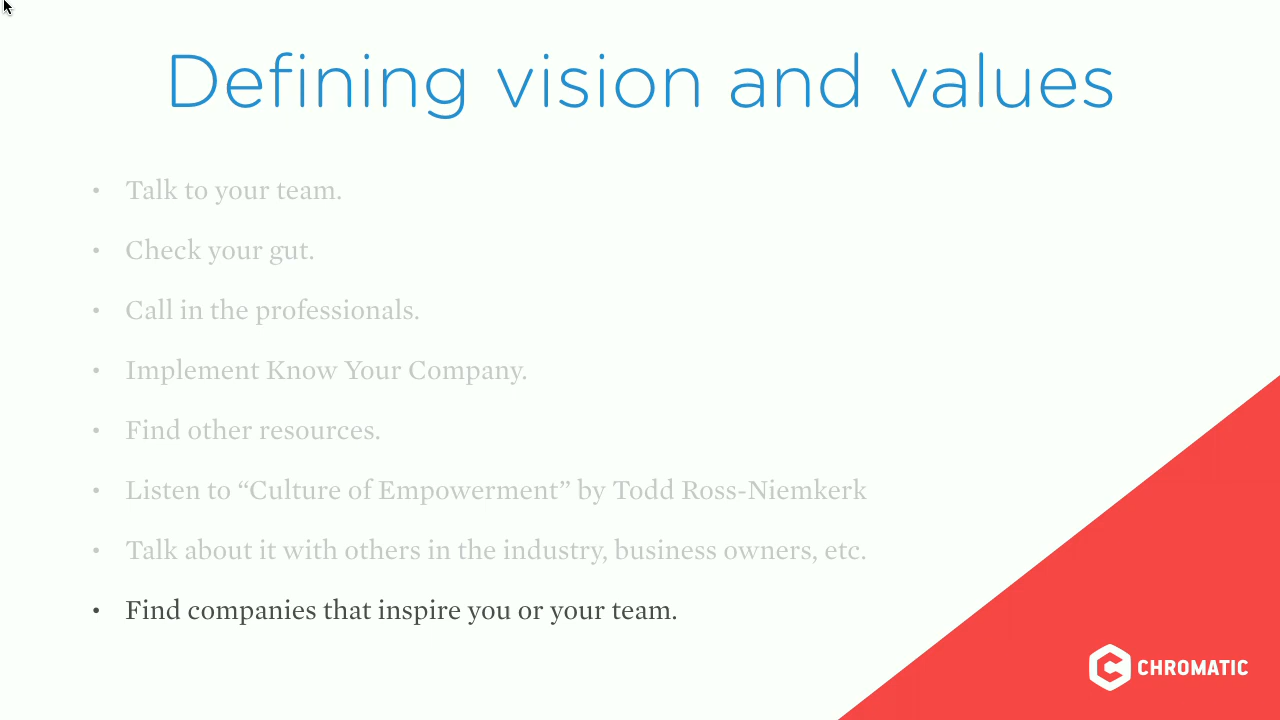 Defining vision and values
• Talk to your team.
• Check your gut.
• Call in the professionals.
• Implement Know Your Company.
• Find other resources.
• Listen to “Culture of Empowerment” by Todd Ross-Niemkerk
• Talk about it with others in the industry, business owners, etc.
• Find companies that inspire you or your team.
CHROMATIC